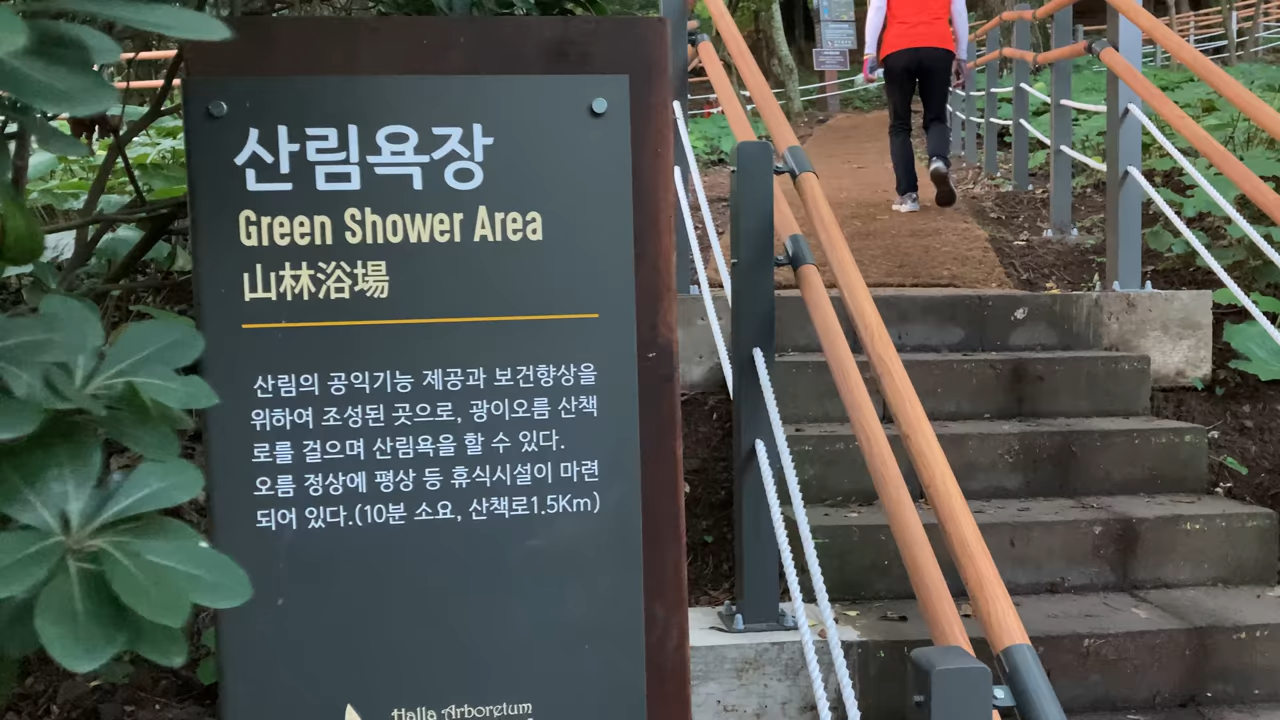 산림욕장
Green Shower Area
山林浴場
산림의 공익기능 제공과 보건향상을
위하여 조성된 곳으로, 광이오름 산책
로를 걸으며 산림욕을 할 수 있다.
오름 정상에 평상 등 휴식시설이 마련
되어 있다.(10분 소요, 산책로1.5Km)
Halla Arboretum